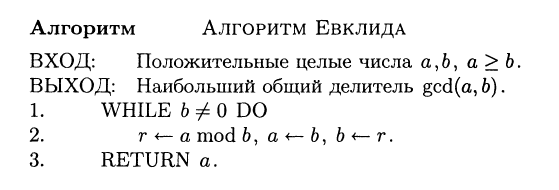 Алгоритм Алгоритм Евклида
ВХОД: Положительные целые числа a,b, a ≥ b.
ВЫХОД: Наибольший общий делитель gcd(a, b).
1. WHILE b ≠ 0 DO
2. r ← a mod b, a ← b, b ← r.
3. RETURN a.